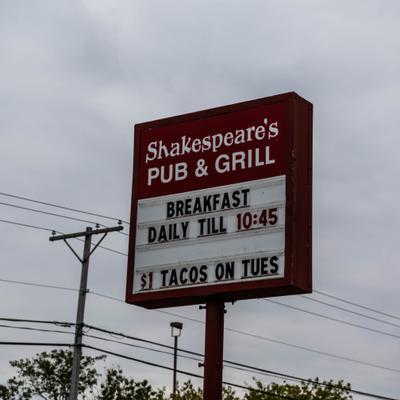 Shakespeare's
PUB & GRILL
BREAKFAST
DAILY TILL 10:45
$1 TACOS ON TUES